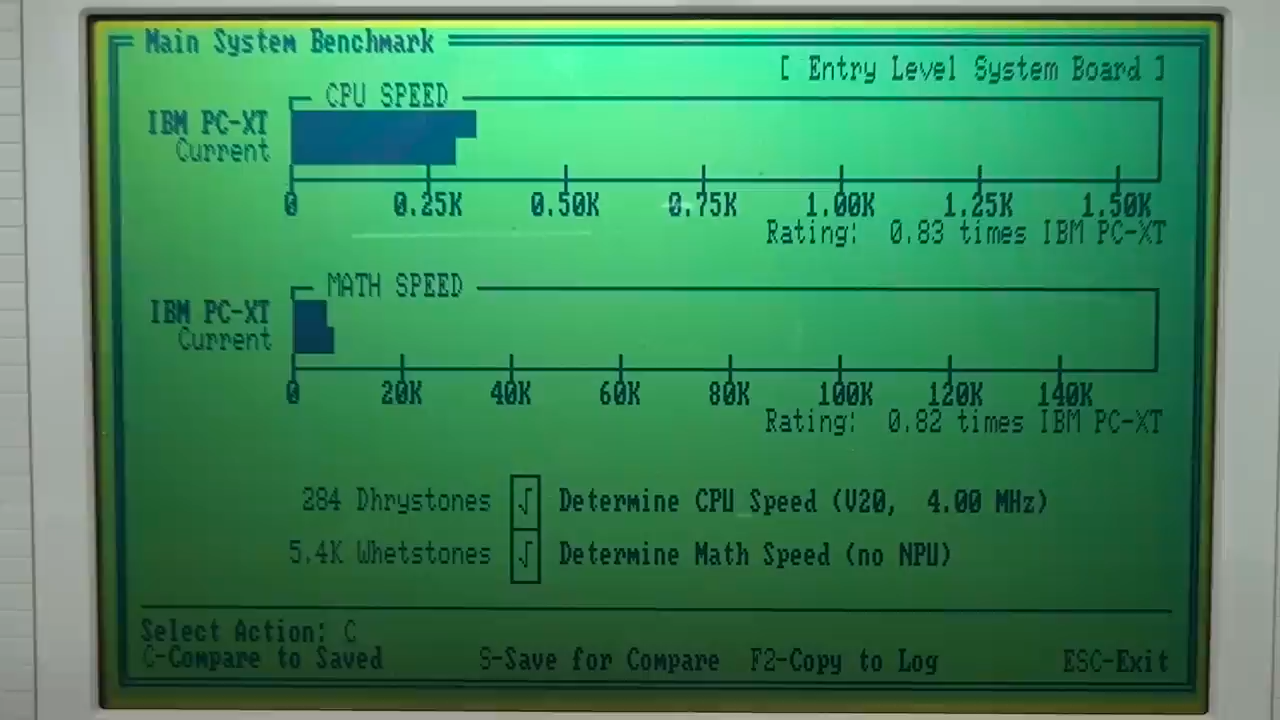 Main System Benchmark
[ Entry Level System Board ]
CPU SPEED
IBM PC-XT
Current
0 0.25K 0.50K 0.75K 1.00K 1.25K 1.50K
Rating: 0.83 times IBM PC-XT
MATH SPEED
IBM PC-XT
Current
0 20K 40K 60K 80K 100K 120K 140K
Rating: 0.82 times IBM PC-XT
284 Dhrystones √ Determine CPU Speed (V20, 4.00 MHz)
5.4K Whetstones √ Determine Math Speed (no NPU)
Select Action: C
C-Compare to Saved S-Save for Compare F2-Copy to Log ESC-Exit